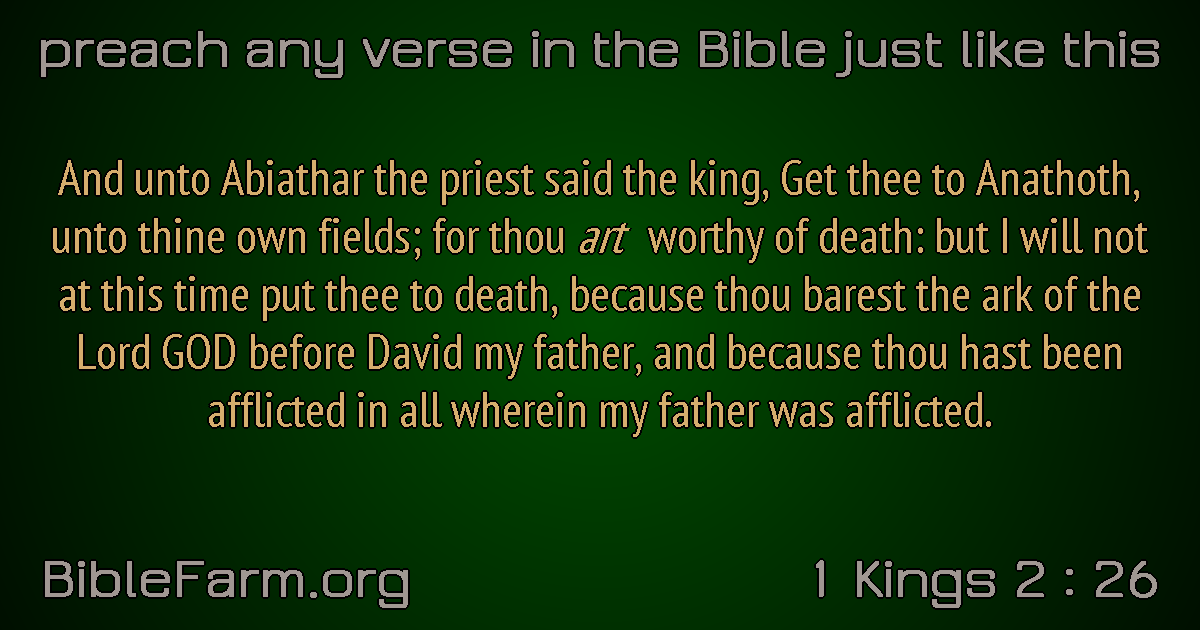 preach any verse in the Bible just like this
And unto Abiathar the priest said the king, Get thee to Anathoth,
unto thine own fields; for thou art worthy of death: but I will not
at this time put thee to death, because thou barest the ark of the
Lord GOD before David my father, and because thou hast been
afflicted in all wherein my father was afflicted.
BibleFarm.org
1 Kings 2 : 26